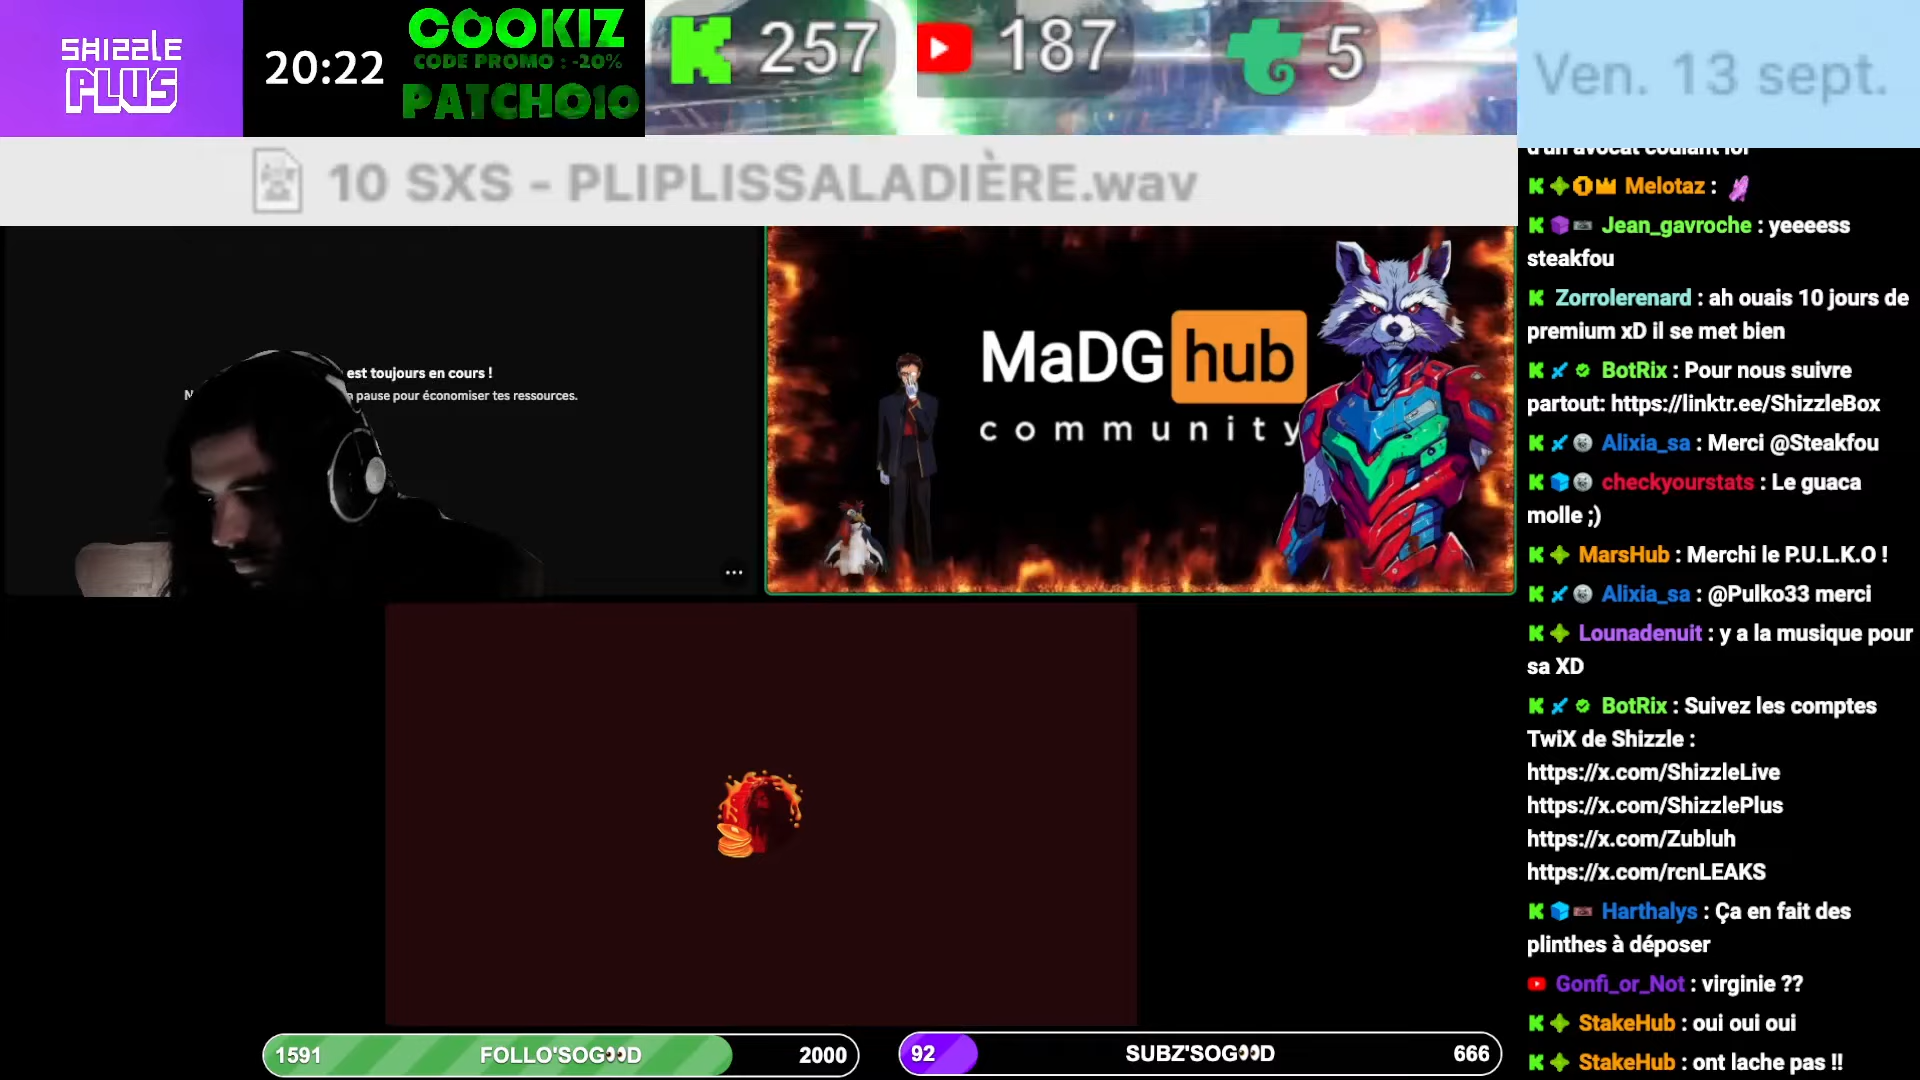 SHIZZLE
PLUS
20:22
COOKIZ
CODE PROMO : -20%
PATCHO10
257
187
5
Ven. 13 sept.
10 SXS - PLIPLISSALADIÈRE.wav
est toujours en cours !
pause pour économiser tes ressources.
MaDG hub
community
d'un avocat coulant lol
Melotaz :
Jean_gavroche : yeeeess
steakfou
Zorrolerenard : ah ouais 10 jours de
premium xD il se met bien
BotRix : Pour nous suivre
partout: https://linktr.ee/ShizzleBox
Alixia_sa : Merci @Steakfou
checkyourstats : Le guaca
molle ;)
MarsHub : Merchi le P.U.L.K.O !
Alixia_sa : @Pulko33 merci
Lounadenuit : y a la musique pour
sa XD
BotRix : Suivez les comptes
TwiX de Shizzle :
https://x.com/ShizzleLive
https://x.com/ShizzlePlus
https://x.com/Zubluh
https://x.com/rcnLEAKS
Harthalys : Ça en fait des
plinthes à déposer
Gonfi_or_Not : virginie ??
StakeHub : oui oui oui
StakeHub : ont lache pas !!
1591 FOLLO'SOG👀D 2000
92 SUBZ'SOG👀D 666